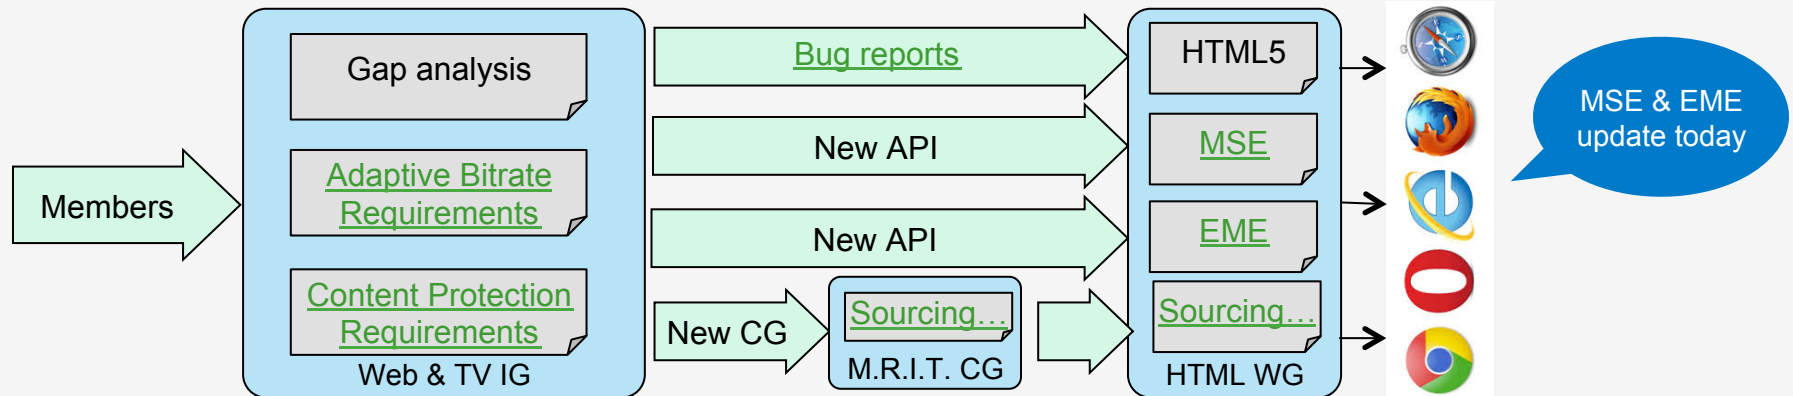 Members
Gap analysis
Adaptive Bitrate
Requirements
Content Protection
Requirements
Web & TV IG
Bug reports
New API
New API
New CG
Sourcing…
M.R.I.T. CG
HTML5
MSE
EME
Sourcing…
HTML WG
MSE & EME
update today